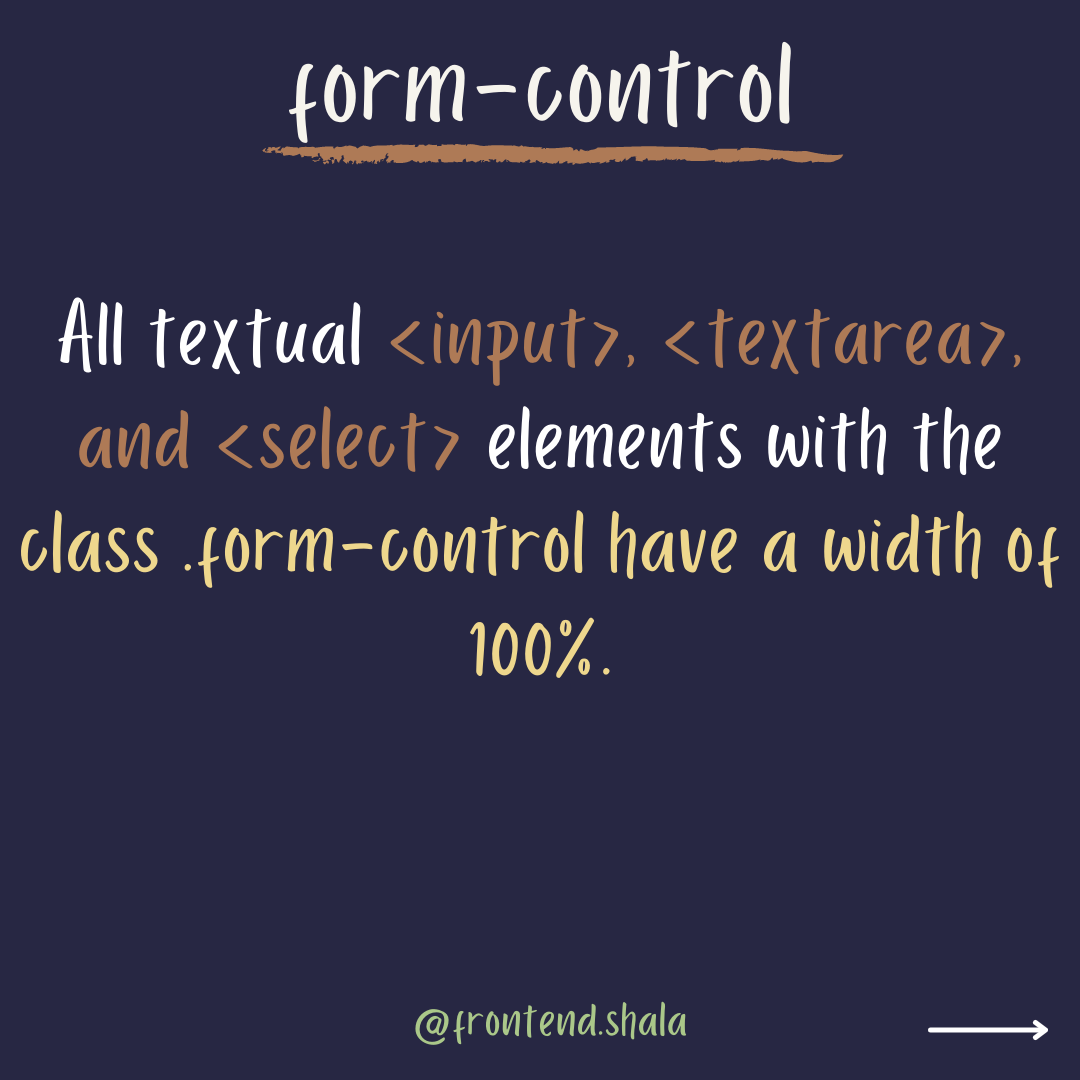 form-control
All textual <input>, <textarea>,
and <select> elements with the
class .form-control have a width of
100%.
@frontend.shala